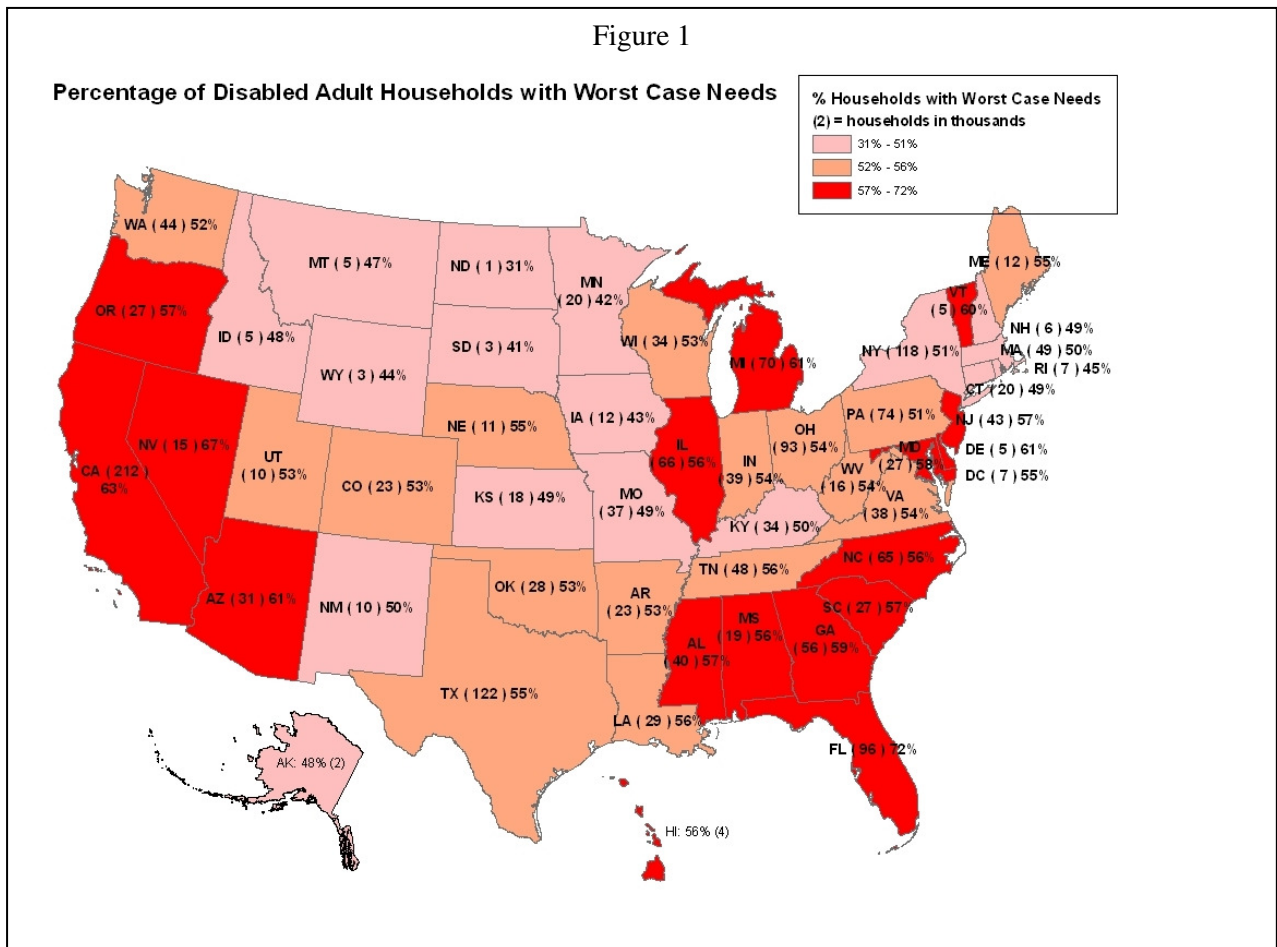 Figure 1
Percentage of Disabled Adult Households with Worst Case Needs
% Households with Worst Case Needs
(2) = households in thousands
31% - 51%
52% - 56%
57% - 72%
WA ( 44 ) 52%
MT ( 5 ) 47%
ND ( 1 ) 31%
MN
( 20 ) 42%
ME ( 12 ) 55%
VT
( 5 ) 60%
OR ( 27 ) 57%
ID ( 5 ) 48%
SD ( 3 ) 41%
WI ( 34 ) 53%
MI ( 70 ) 61%
NY ( 118 ) 51%
NH ( 6 ) 49%
MA ( 49 ) 50%
RI ( 7 ) 45%
CT ( 20 ) 49%
WY ( 3 ) 44%
IA ( 12 ) 43%
NE ( 11 ) 55%
PA ( 74 ) 51%
NJ ( 43 ) 57%
OH
( 93 ) 54%
NV ( 15 ) 67%
UT
( 10 ) 53%
CA ( 212 )
63%
CO ( 23 ) 53%
KS ( 18 ) 49%
MO
( 37 ) 49%
IL
( 66 ) 56%
IN
( 39 ) 54%
WV
( 16 ) 54%
MD
( 27 ) 58%
DE ( 5 ) 61%
DC ( 7 ) 55%
VA
( 38 ) 54%
KY ( 34 ) 50%
NC ( 65 ) 56%
TN ( 48 ) 56%
AZ ( 31 ) 61%
NM ( 10 ) 50%
OK ( 28 ) 53%
AR
( 23 ) 53%
SC ( 27 ) 57%
MS
( 19 ) 56%
AL
( 40 ) 57%
GA
( 56 ) 59%
TX ( 122 ) 55%
LA ( 29 ) 56%
FL ( 96 ) 72%
AK: 48% (2)
HI: 56% (4)